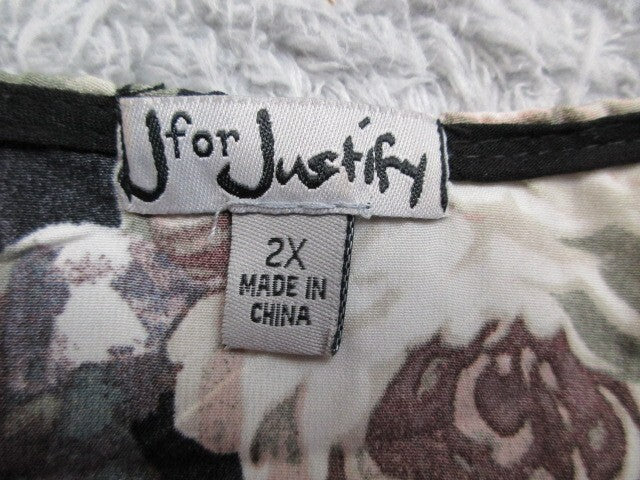 J for Justify
2X
MADE IN
CHINA